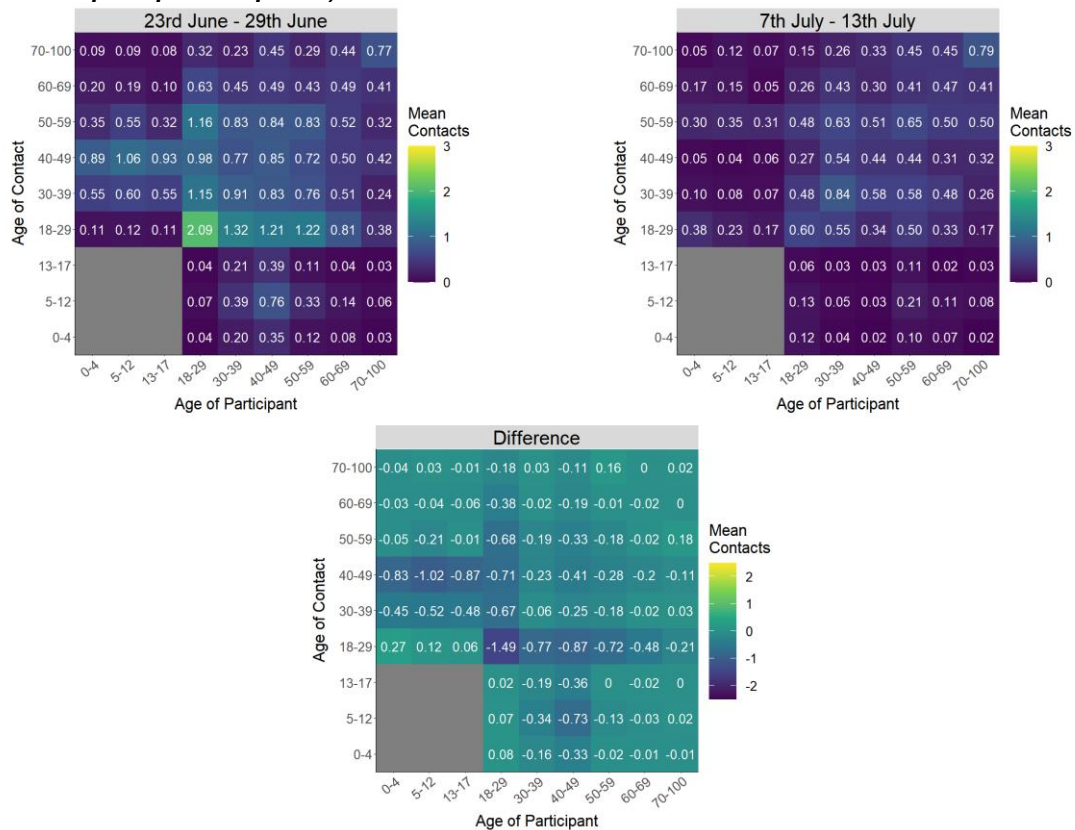 23rd June - 29th June
70-100 0.09 0.09 0.08 0.32 0.23 0.45 0.29 0.44 0.77
60-69 0.20 0.19 0.10 0.63 0.45 0.49 0.43 0.49 0.41
50-59 0.35 0.55 0.32 1.16 0.83 0.84 0.83 0.52 0.32
40-49 0.89 1.06 0.93 0.98 0.77 0.85 0.72 0.50 0.42
30-39 0.55 0.60 0.55 1.15 0.91 0.83 0.76 0.51 0.24
18-29 0.11 0.12 0.11 2.09 1.32 1.21 1.22 0.81 0.38
13-17 0.04 0.21 0.39 0.11 0.04 0.03
5-12 0.07 0.39 0.76 0.33 0.14 0.06
0-4 0.04 0.20 0.35 0.12 0.08 0.03
0-4 5-12 13-17 18-29 30-39 40-49 50-59 60-69 70-100
Age of Participant
Age of Contact
Mean
Contacts
3
2
1
0
7th July - 13th July
70-100 0.05 0.12 0.07 0.15 0.26 0.33 0.45 0.45 0.79
60-69 0.17 0.15 0.05 0.26 0.43 0.30 0.41 0.47 0.41
50-59 0.30 0.35 0.31 0.48 0.63 0.51 0.65 0.50 0.50
40-49 0.05 0.04 0.06 0.27 0.54 0.44 0.44 0.31 0.32
30-39 0.10 0.08 0.07 0.48 0.84 0.58 0.58 0.48 0.26
18-29 0.38 0.23 0.17 0.60 0.55 0.34 0.50 0.33 0.17
13-17 0.06 0.03 0.03 0.11 0.02 0.03
5-12 0.13 0.05 0.03 0.21 0.11 0.08
0-4 0.12 0.04 0.02 0.10 0.07 0.02
0-4 5-12 13-17 18-29 30-39 40-49 50-59 60-69 70-100
Age of Participant
Age of Contact
Mean
Contacts
3
2
1
0
Difference
70-100 -0.04 0.03 -0.01 -0.18 0.03 -0.11 0.16 0 0.02
60-69 -0.03 -0.04 -0.06 -0.38 -0.02 -0.19 -0.01 -0.02 0
50-59 -0.05 -0.21 -0.01 -0.68 -0.19 -0.33 -0.18 -0.02 0.18
40-49 -0.83 -1.02 -0.87 -0.71 -0.23 -0.41 -0.28 -0.2 -0.11
30-39 -0.45 -0.52 -0.48 -0.67 -0.06 -0.25 -0.18 -0.02 0.03
18-29 0.27 0.12 0.06 -1.49 -0.77 -0.87 -0.72 -0.48 -0.21
13-17 0.02 -0.19 -0.36 0 -0.02 0
5-12 0.07 -0.34 -0.73 -0.13 -0.03 0.02
0-4 0.08 -0.16 -0.33 -0.02 -0.01 -0.01
0-4 5-12 13-17 18-29 30-39 40-49 50-59 60-69 70-100
Age of Participant
Age of Contact
Mean
Contacts
2
1
0
-1
-2